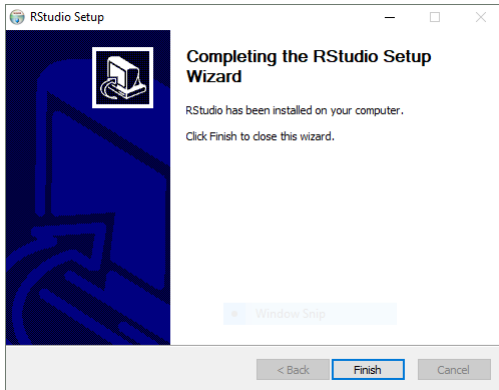 RStudio Setup
Completing the RStudio Setup
Wizard
RStudio has been installed on your computer.
Click Finish to close this wizard.
Window Snip
< Back
Finish
Cancel